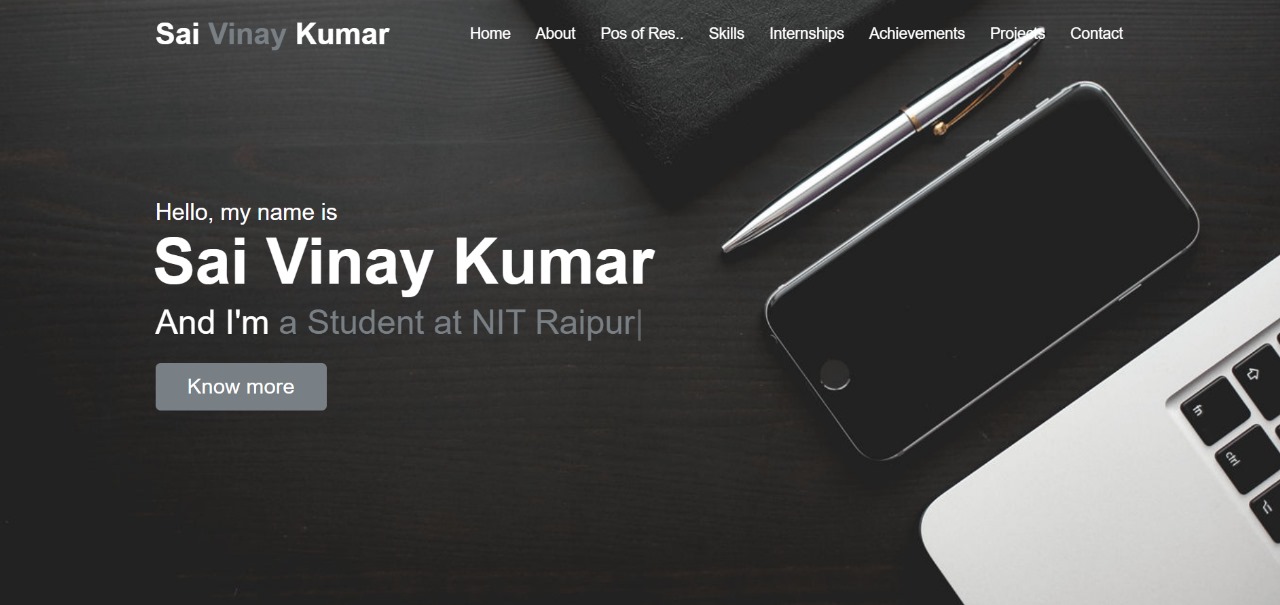 Sai Vinay Kumar
Home About Pos of Res.. Skills Internships Achievements Projects Contact
Hello, my name is
Sai Vinay Kumar
And I'm a Student at NIT Raipur|
Know more
fn
ctrl